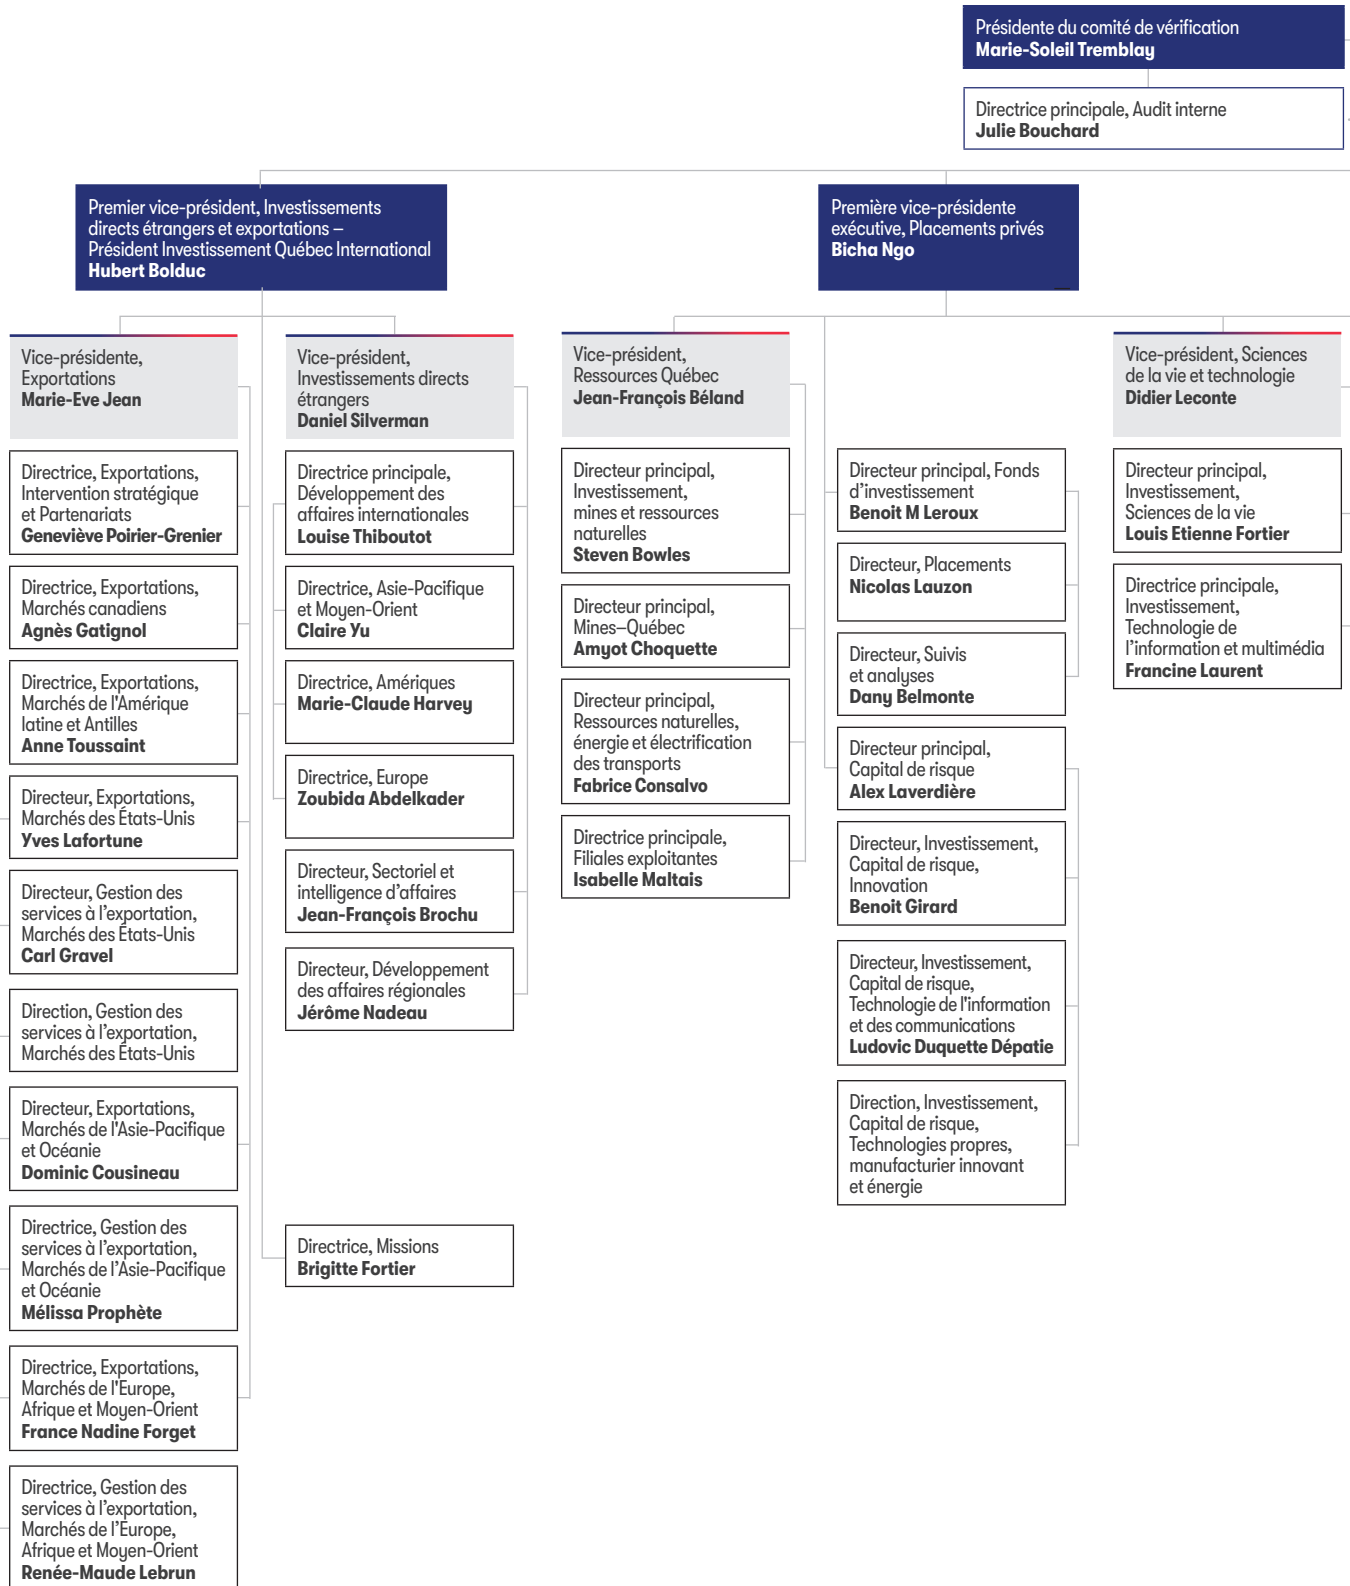 Présidente du comité de vérification
Marie-Soleil Tremblay
Directrice principale, Audit interne
Julie Bouchard
Premier vice-président, Investissements
directs étrangers et exportations –
Président Investissement Québec International
Hubert Bolduc
Première vice-présidente
exécutive, Placements privés
Bicha Ngo
Vice-présidente,
Exportations
Marie-Eve Jean
Directrice, Exportations,
Intervention stratégique
et Partenariats
Geneviève Poirier-Grenier
Directrice, Exportations,
Marchés canadiens
Agnès Gatignol
Directrice, Exportations,
Marchés de l'Amérique
latine et Antilles
Anne Toussaint
Directeur, Exportations,
Marchés des États-Unis
Yves Lafortune
Directeur, Gestion des
services à l’exportation,
Marchés des États-Unis
Carl Gravel
Direction, Gestion des
services à l’exportation,
Marchés des États-Unis
Directeur, Exportations,
Marchés de l'Asie-Pacifique
et Océanie
Dominic Cousineau
Directrice, Gestion des
services à l’exportation,
Marchés de l’Asie-Pacifique
et Océanie
Mélissa Prophète
Directrice, Exportations,
Marchés de l'Europe,
Afrique et Moyen-Orient
France Nadine Forget
Directrice, Gestion des
services à l’exportation,
Marchés de l’Europe,
Afrique et Moyen-Orient
Renée-Maude Lebrun
Vice-président,
Investissements directs
étrangers
Daniel Silverman
Directrice principale,
Développement des
affaires internationales
Louise Thiboutot
Directrice, Asie-Pacifique
et Moyen-Orient
Claire Yu
Directrice, Amériques
Marie-Claude Harvey
Directrice, Europe
Zoubida Abdelkader
Directeur, Sectoriel et
intelligence d’affaires
Jean-François Brochu
Directeur, Développement
des affaires régionales
Jérôme Nadeau
Directrice, Missions
Brigitte Fortier
Vice-président,
Ressources Québec
Jean-François Béland
Directeur principal,
Investissement,
mines et ressources
naturelles
Steven Bowles
Directeur principal,
Mines–Québec
Amyot Choquette
Directeur principal,
Ressources naturelles,
énergie et électrification
des transports
Fabrice Consalvo
Directrice principale,
Filiales exploitantes
Isabelle Maltais
Directeur principal, Fonds
d’investissement
Benoit M Leroux
Directeur, Placements
Nicolas Lauzon
Directeur, Suivis
et analyses
Dany Belmonte
Directeur principal,
Capital de risque
Alex Laverdière
Directeur, Investissement,
Capital de risque,
Innovation
Benoit Girard
Directeur, Investissement,
Capital de risque,
Technologie de l'information
et des communications
Ludovic Duquette Dépatie
Direction, Investissement,
Capital de risque,
Technologies propres,
manufacturier innovant
et énergie
Vice-président, Sciences
de la vie et technologie
Didier Leconte
Directeur principal,
Investissement,
Sciences de la vie
Louis Etienne Fortier
Directrice principale,
Investissement,
Technologie de
l’information et multimédia
Francine Laurent